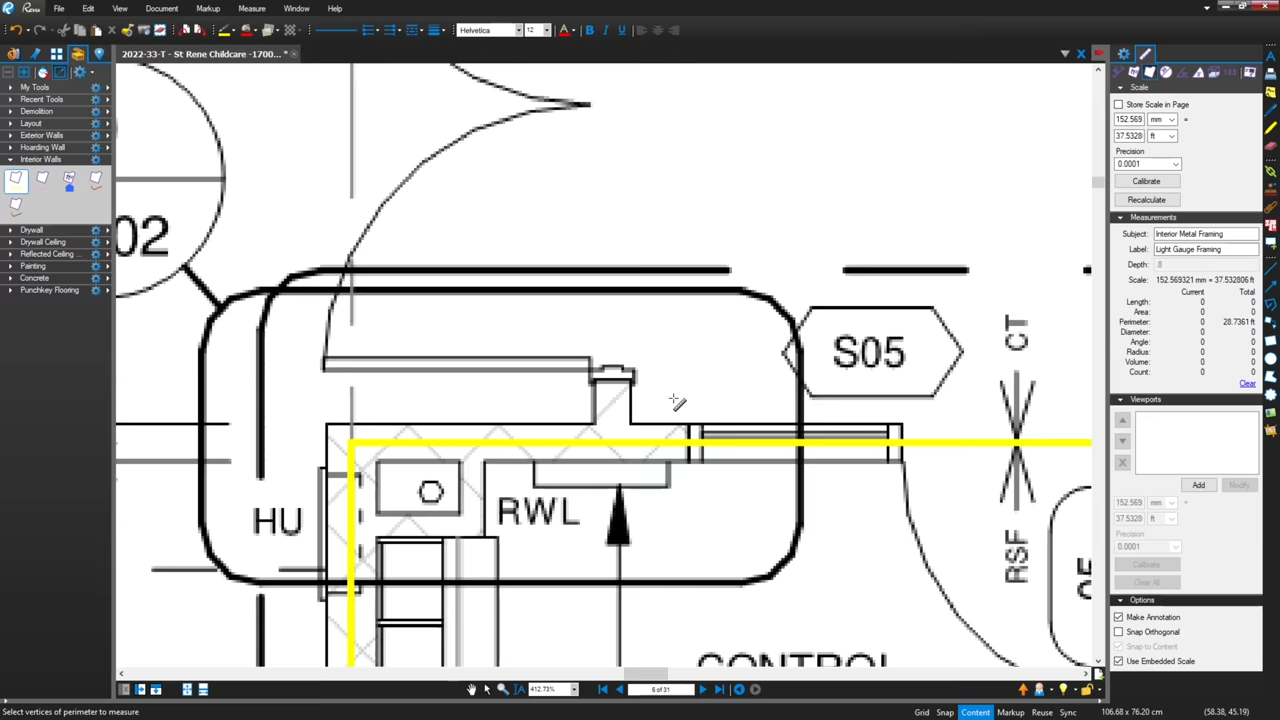 Revu
File
Edit
View
Document
Markup
Measure
Window
Help
Helvetica
12
A
B
I
U
2022-33-T - St Rene Childcare -1700... *
My Tools
Recent Tools
Demolition
Layout
Exterior Walls
Hoarding Wall
Interior Walls
Drywall
Drywall Ceiling
Reflected Ceiling ...
Painting
Concrete
Punchkey Flooring
02
S05
CT
RSF
HU
RWL
CONTROL
Scale
Store Scale in Page
152.569
mm
=
37.5328
ft
Precision
0.0001
Calibrate
Recalculate
Measurements
Subject:
Interior Metal Framing
Label:
Light Gauge Framing
Depth:
Scale:
152.569321 mm = 37.532806 ft
Current
Total
Length:
0
0
Area:
0
0
Perimeter:
0
28.7361 ft
Diameter:
0
0
Angle:
0
0
Radius:
0
0
Volume:
0
0
Count:
0
0
Clear
Viewports
Add
Modify
152.569
mm
=
37.5328
ft
Precision
0.0001
Calibrate
Clear All
Options
Make Annotation
Snap Orthogonal
Snap to Content
Use Embedded Scale
412.73%
6 of 31
Select vertices of perimeter to measure
Grid
Snap
Content
Markup
Reuse
Sync
106.68 x 76.20 cm
(58.38, 45.19)